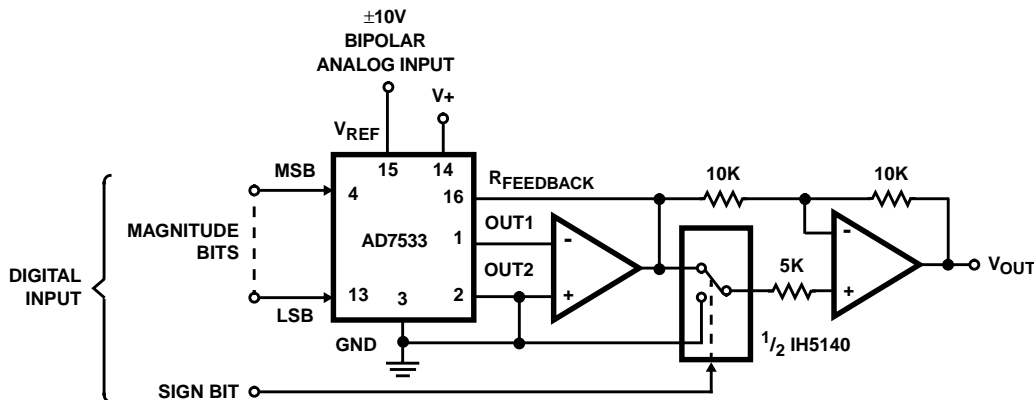 ±10V
BIPOLAR
ANALOG INPUT
V+
VREF
15
14
MSB
4
16
RFEEDBACK
10K
10K
MAGNITUDE
BITS
AD7533
1
OUT1
-
-
DIGITAL
INPUT
OUT2
2
+
5K
+
VOUT
LSB
13
3
GND
1/2 IH5140
SIGN BIT